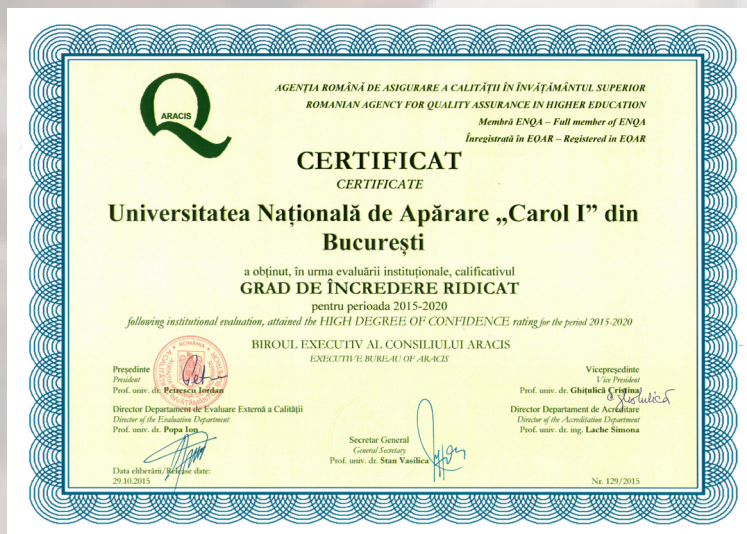 ARACIS
AGENȚIA ROMÂNĂ DE ASIGURARE A CALITĂȚII ÎN ÎNVĂȚĂMÂNTUL SUPERIOR
ROMANIAN AGENCY FOR QUALITY ASSURANCE IN HIGHER EDUCATION
Membră ENQA – Full member of ENQA
Înregistrată în EQAR – Registered in EQAR
CERTIFICAT
CERTIFICATE
Universitatea Națională de Apărare „Carol I” din
București
a obținut, în urma evaluării instituționale, calificativul
GRAD DE ÎNCREDERE RIDICAT
pentru perioada 2015-2020
following institutional evaluation, attained the HIGH DEGREE OF CONFIDENCE rating for the period 2015-2020
BIROUL EXECUTIV AL CONSILIULUI ARACIS
EXECUTIVE BUREAU OF ARACIS
Președinte
President
Prof. univ. dr. Petrescu Iordan
Vicepreședinte
Vice President
Prof. univ. dr. Ghițulică Cristina
Director Departament de Evaluare Externă a Calității
Director of the Evaluation Department
Prof. univ. dr. Popa Ion
Director Departament de Acreditare
Director of the Accreditation Department
Prof. univ. dr. ing. Lache Simona
Secretar General
General Secretary
Prof. univ. dr. Stan Vasilica
Data eliberării/Release date:
29.10.2015
Nr. 129/2015
ROMÂNIA